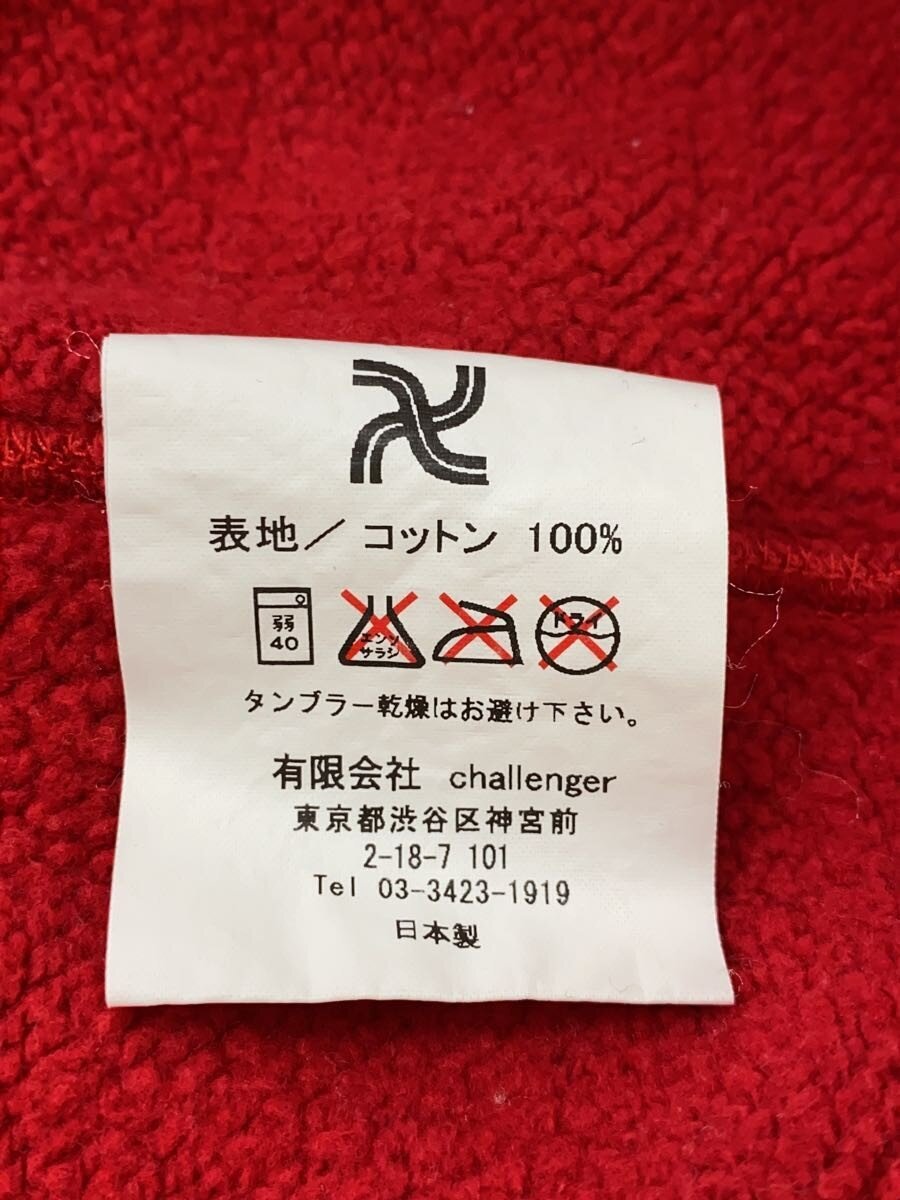 表地/ コットン 100%
弱 40 エンソサラシ ドライ
タンブラー乾燥はお避け下さい。
有限会社 challenger
東京都渋谷区神宮前
2-18-7 101
Tel 03-3423-1919
日本製